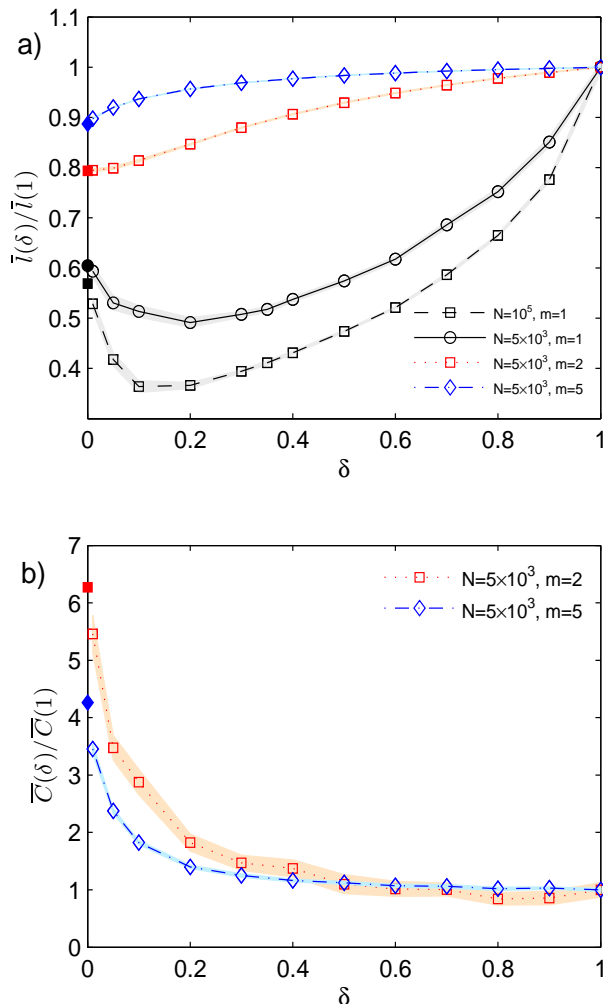 a)
1.1
1
0.9
0.8
0.7
0.6
0.5
0.4
l̄(δ)/l̄(1)
N=10⁵, m=1
N=5×10³, m=1
N=5×10³, m=2
N=5×10³, m=5
0 0.2 0.4 0.6 0.8 1
δ
b)
7
6
5
4
3
2
1
0
C̅(δ)/C̅(1)
N=5×10³, m=2
N=5×10³, m=5
0 0.2 0.4 0.6 0.8 1
δ